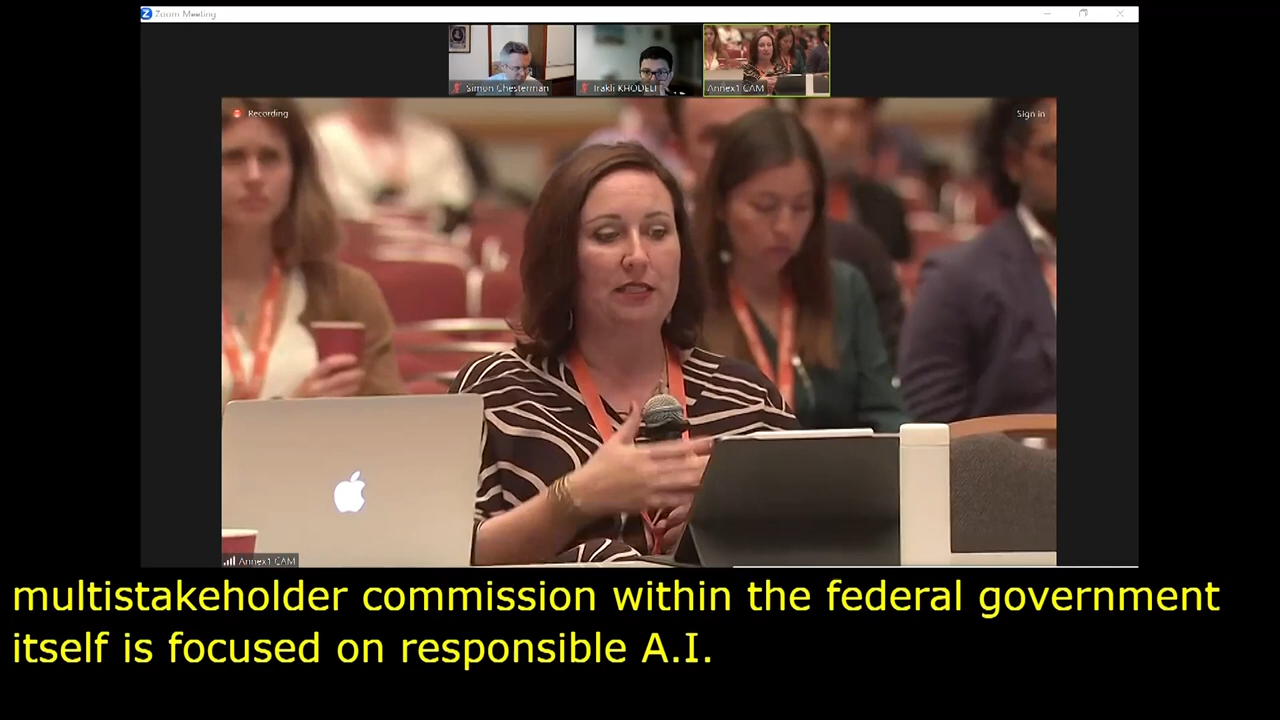 Zoom Meeting
Simon Chesterman
Irakli KHODELI
Annex1 CAM
Recording
Sign in
Annex1 CAM
multistakeholder commission within the federal government
itself is focused on responsible A.I.